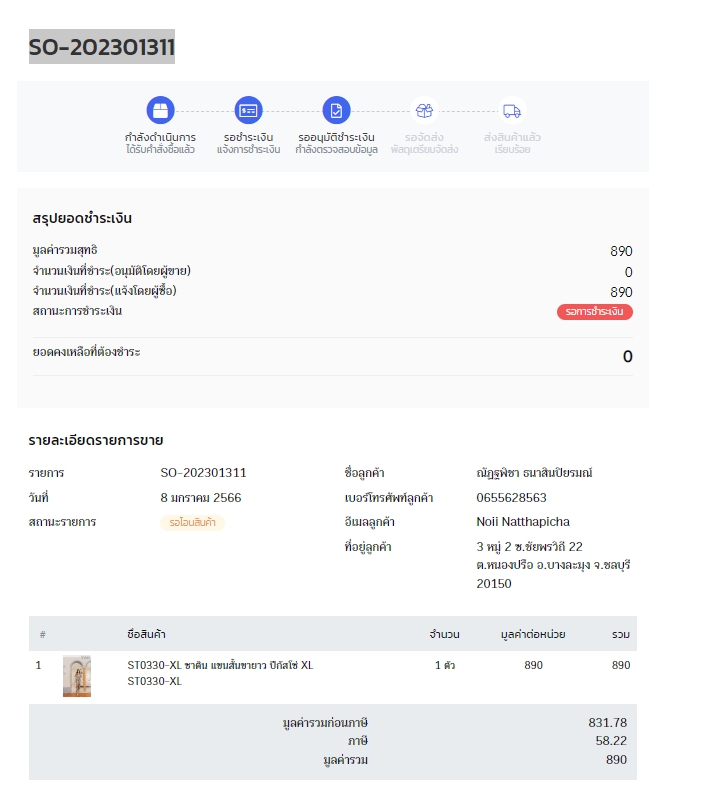 SO-202301311
กำลังดำเนินการ
ได้รับคำสั่งซื้อแล้ว
รอชำระเงิน
แจ้งการชำระเงิน
รออนุมัติชำระเงิน
กำลังตรวจสอบข้อมูล
รอจัดส่ง
พัสดุเตรียมจัดส่ง
ส่งสินค้าแล้ว
เรียบร้อย
สรุปยอดชำระเงิน
มูลค่ารวมสุทธิ 890
จำนวนเงินที่ชำระ(อนุมัติโดยผู้ขาย) 0
จำนวนเงินที่ชำระ(แจ้งโดยผู้ซื้อ) 890
สถานะการชำระเงิน รอการชำระเงิน
ยอดคงเหลือที่ต้องชำระ 0
รายละเอียดรายการขาย
รายการ SO-202301311 ชื่อลูกค้า ณัฏฐพิชา ธนาสินปิยรมณ์
วันที่ 8 มกราคม 2566 เบอร์โทรศัพท์ลูกค้า 0655628563
สถานะรายการ รอโอนสินค้า อีเมลลูกค้า Noii Natthapicha
ที่อยู่ลูกค้า 3 หมู่ 2 ซ.ชัยพรวิถี 22
ต.หนองปรือ อ.บางละมุง จ.ชลบุรี
20150
# ชื่อสินค้า จำนวน มูลค่าต่อหน่วย รวม
1 ST0330-XL ซาติน แขนสั้นขายาว ปีกัสโซ่ XL 1 ตัว 890 890
ST0330-XL
มูลค่ารวมก่อนภาษี 831.78
ภาษี 58.22
มูลค่ารวม 890